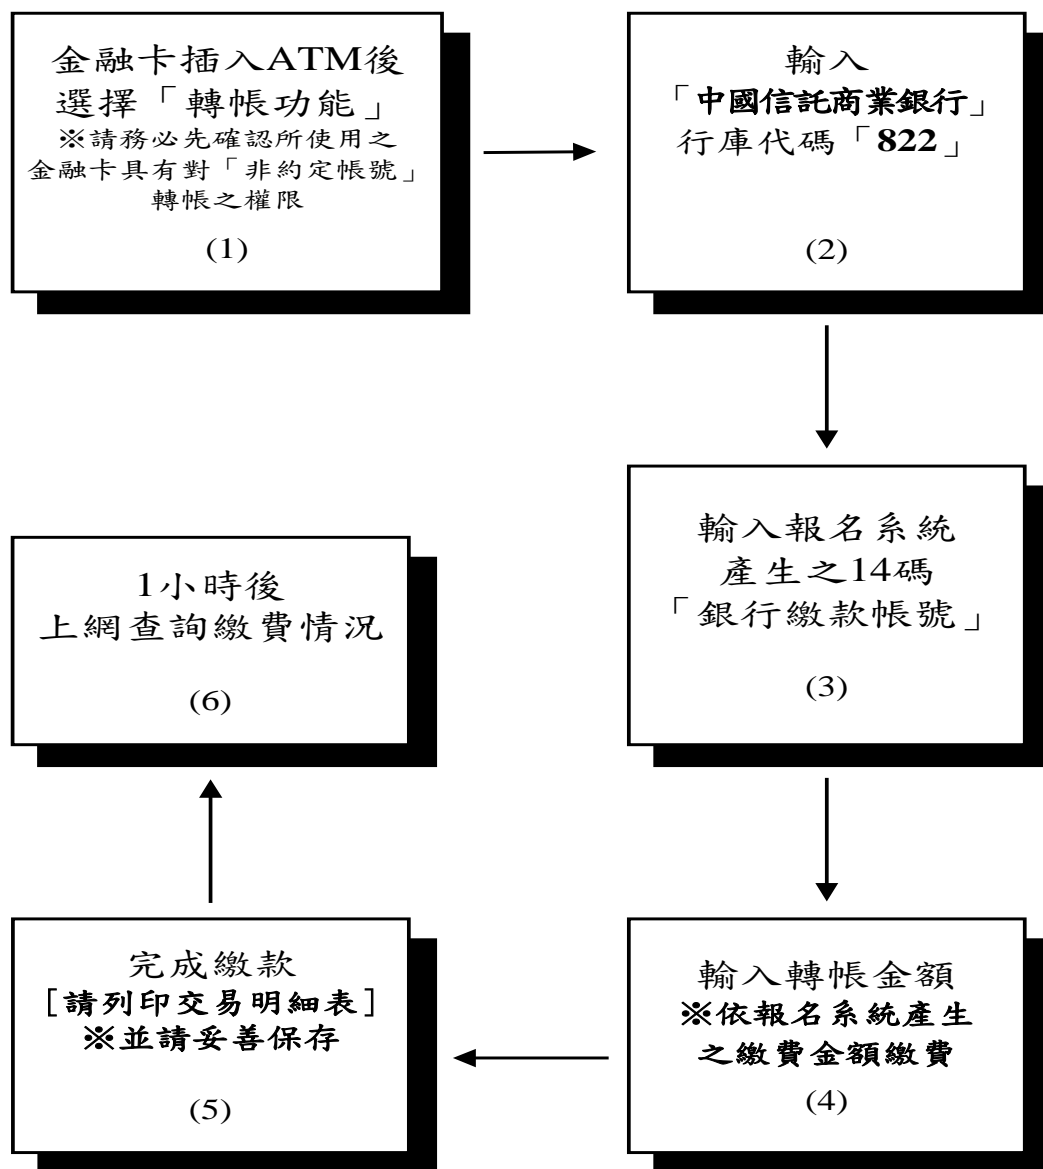 金融卡插入ATM後
選擇「轉帳功能」
※請務必先確認所使用之
金融卡具有對「非約定帳號」
轉帳之權限
(1)
輸入
「中國信託商業銀行」
行庫代碼「822」
(2)
輸入報名系統
產生之14碼
「銀行繳款帳號」
(3)
輸入轉帳金額
※依報名系統產生
之繳費金額繳費
(4)
完成繳款
[請列印交易明細表]
※並請妥善保存
(5)
1小時後
上網查詢繳費情況
(6)